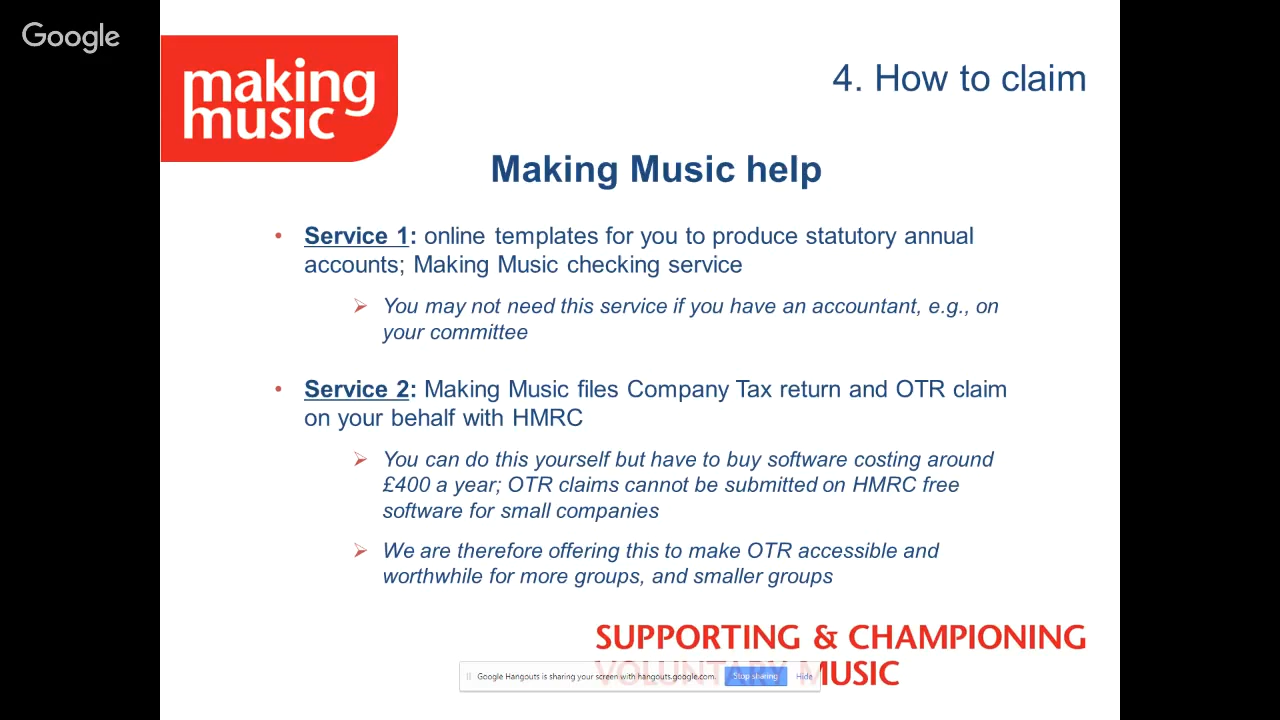 Google
making
music
4. How to claim
Making Music help
• Service 1: online templates for you to produce statutory annual
accounts; Making Music checking service
➢ You may not need this service if you have an accountant, e.g., on
your committee
• Service 2: Making Music files Company Tax return and OTR claim
on your behalf with HMRC
➢ You can do this yourself but have to buy software costing around
£400 a year; OTR claims cannot be submitted on HMRC free
software for small companies
➢ We are therefore offering this to make OTR accessible and
worthwhile for more groups, and smaller groups
SUPPORTING & CHAMPIONING
VOLUNTARY MUSIC
Google Hangouts is sharing your screen with hangouts.google.com. Stop sharing Hide